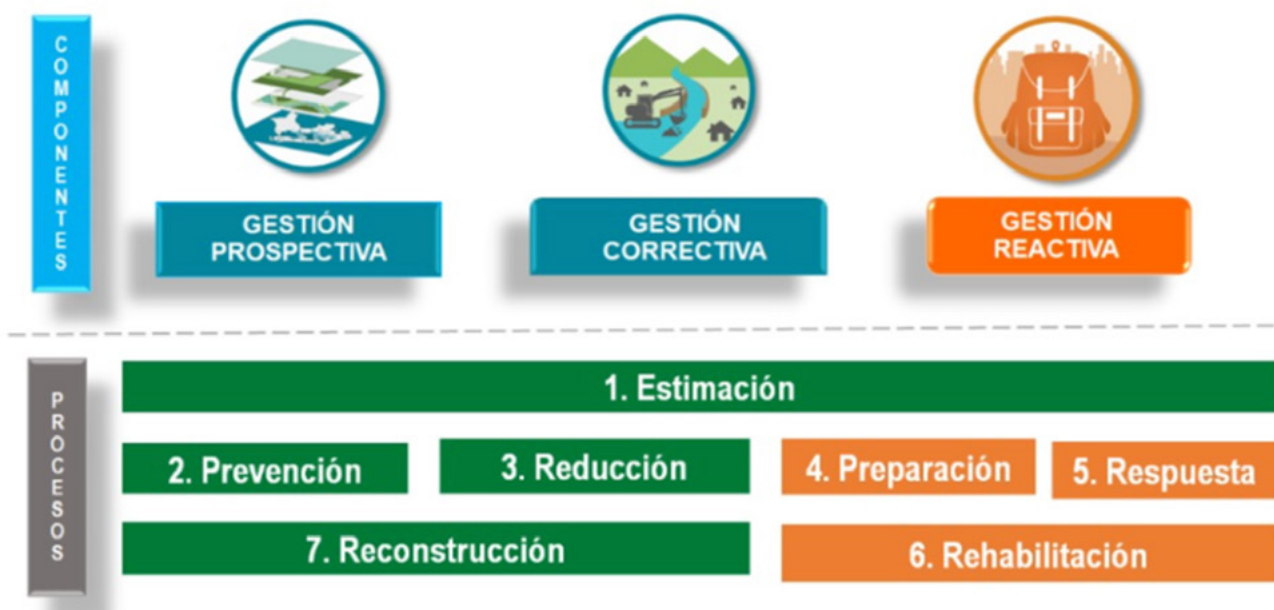 COMPONENTES
GESTIÓN
PROSPECTIVA
GESTIÓN
CORRECTIVA
GESTIÓN
REACTIVA
PROCESOS
1. Estimación
2. Prevención
3. Reducción
4. Preparación
5. Respuesta
7. Reconstrucción
6. Rehabilitación